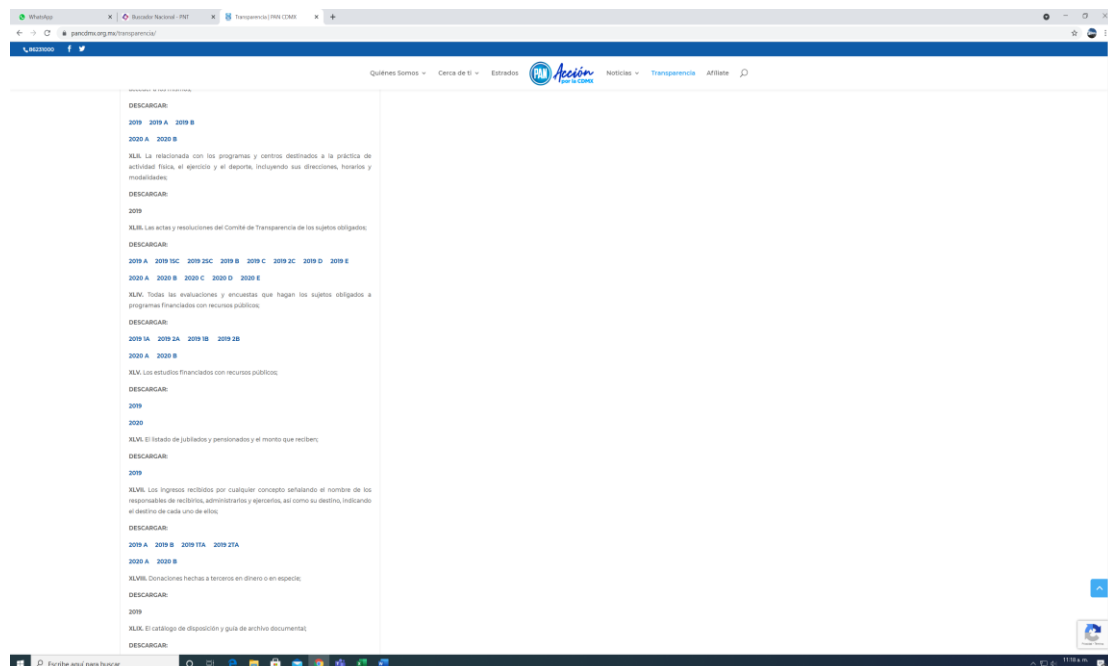 WhatsApp
Buscador Nacional - PNT
Transparencia | PAN CDMX
pancdmx.org.mx/transparencia/
86231000
Quiénes Somos
Cerca de ti
Estrados
PAN Acción por la CDMX
Noticias
Transparencia
Afíliate
DESCARGAR:
2019 2019 A 2019 B
2020 A 2020 B
XLII. La relacionada con los programas y centros destinados a la práctica de
actividad física, el ejercicio y el deporte, incluyendo sus direcciones, horarios y
modalidades;
DESCARGAR:
2019
XLIII. Las actas y resoluciones del Comité de Transparencia de los sujetos obligados;
DESCARGAR:
2019 A 2019 1SC 2019 2SC 2019 B 2019 C 2019 2C 2019 D 2019 E
2020 A 2020 B 2020 C 2020 D 2020 E
XLIV. Todas las evaluaciones y encuestas que hagan los sujetos obligados a
programas financiados con recursos públicos;
DESCARGAR:
2019 1A 2019 2A 2019 1B 2019 2B
2020 A 2020 B
XLV. Los estudios financiados con recursos públicos;
DESCARGAR:
2019
2020
XLVI. El listado de jubilados y pensionados y el monto que reciben;
DESCARGAR:
2019
XLVII. Los ingresos recibidos por cualquier concepto señalando el nombre de los
responsables de recibirlos, administrarlos y ejercerlos, así como su destino, indicando
el destino de cada uno de ellos;
DESCARGAR:
2019 A 2019 B 2019 1TA 2019 2TA
2020 A 2020 B
XLVIII. Donaciones hechas a terceros en dinero o en especie;
DESCARGAR:
2019
XLIX. El catálogo de disposición y guía de archivo documental;
DESCARGAR:
Escribe aquí para buscar
11:18 a. m.